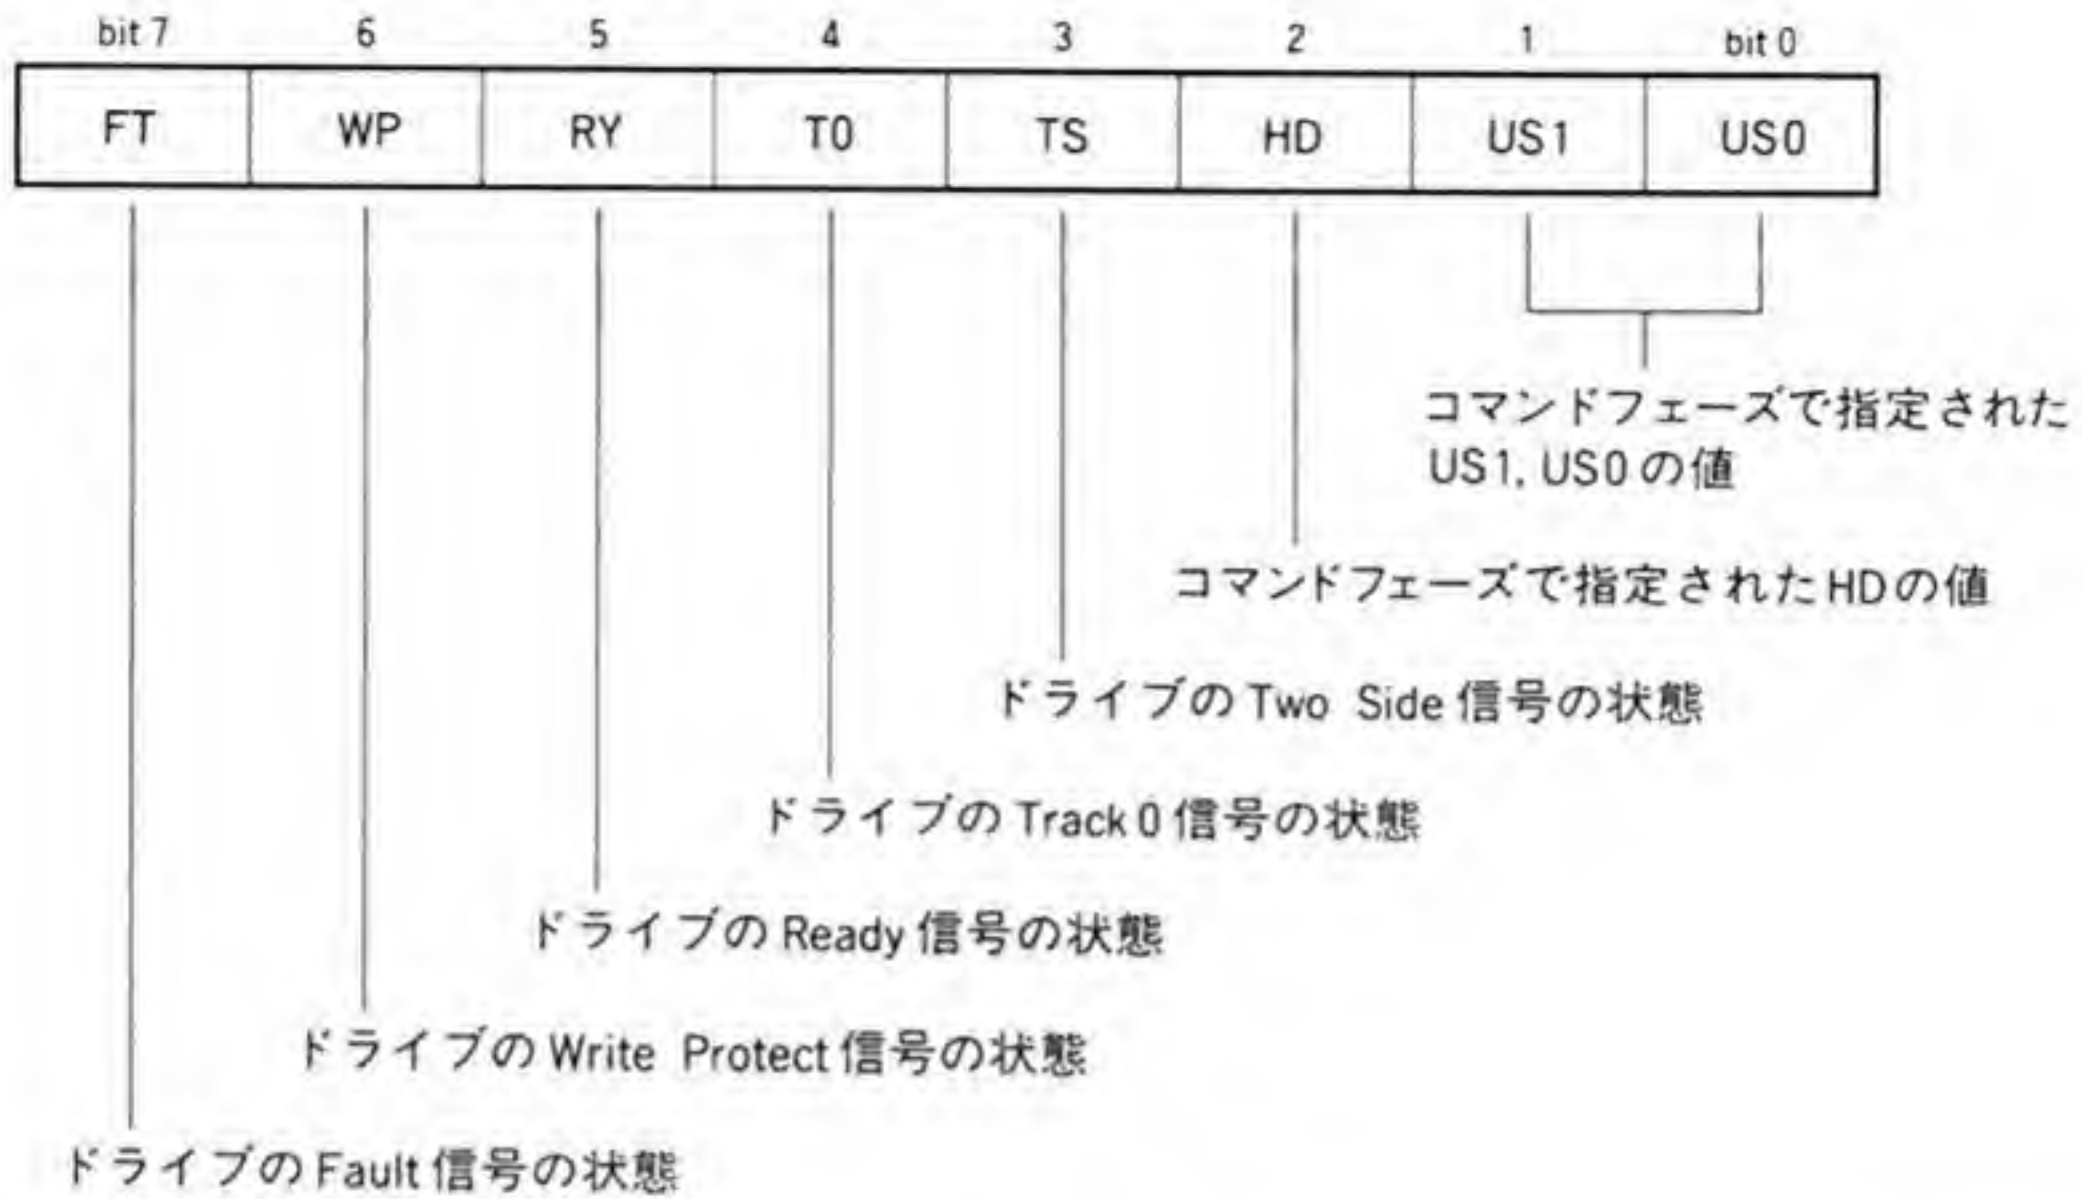 bit 7 6 5 4 3 2 1 bit 0
FT WP RY T0 TS HD US1 US0
コマンドフェーズで指定された
US1, US0の値
コマンドフェーズで指定されたHDの値
ドライブのTwo Side信号の状態
ドライブのTrack 0信号の状態
ドライブのReady信号の状態
ドライブのWrite Protect信号の状態
ドライブのFault信号の状態